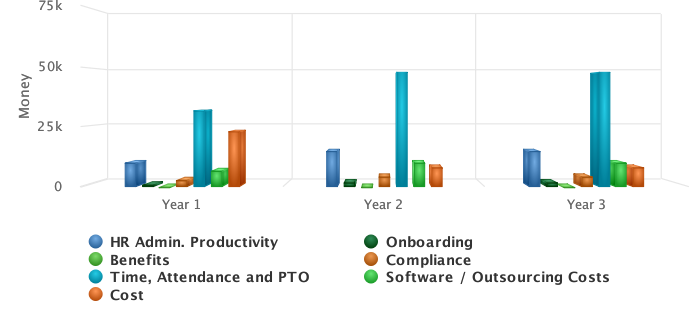 75k
50k
25k
0
Money
Year 1
Year 2
Year 3
HR Admin. Productivity
Onboarding
Benefits
Compliance
Time, Attendance and PTO
Software / Outsourcing Costs
Cost